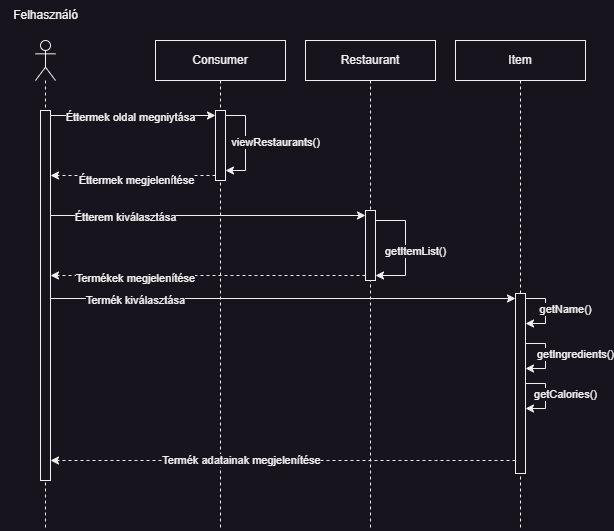 Felhasználó
Consumer
Restaurant
Item
Éttermek oldal megniytása
viewRestaurants()
Éttermek megjelenítése
Étterem kiválasztása
getItemList()
Termékek megjelenítése
Termék kiválasztása
getName()
getIngredients()
getCalories()
Termék adatainak megjelenítése